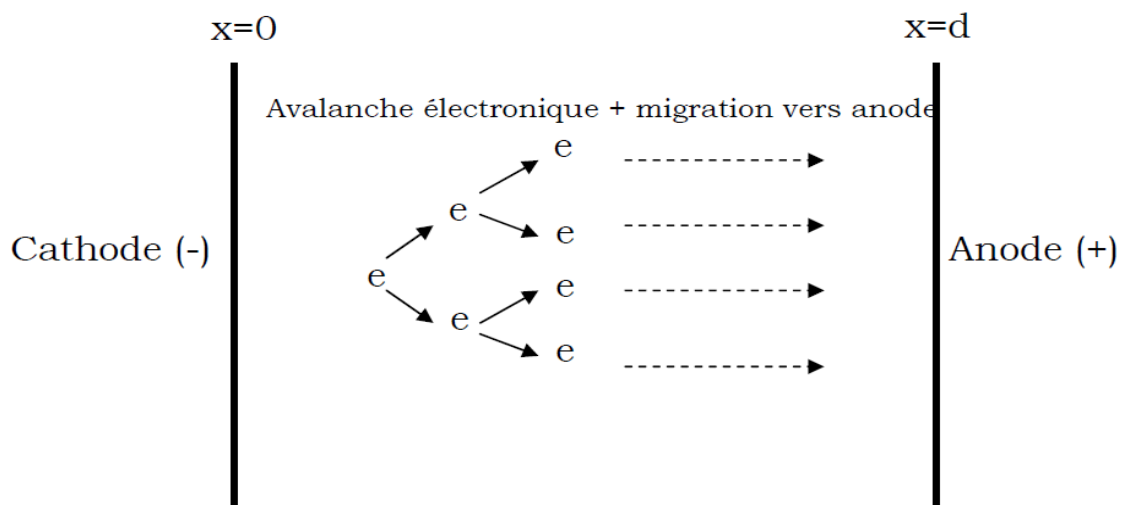 x=0
x=d
Avalanche électronique + migration vers anode
e
e
Cathode (-)
e
Anode (+)
e
e
e
e